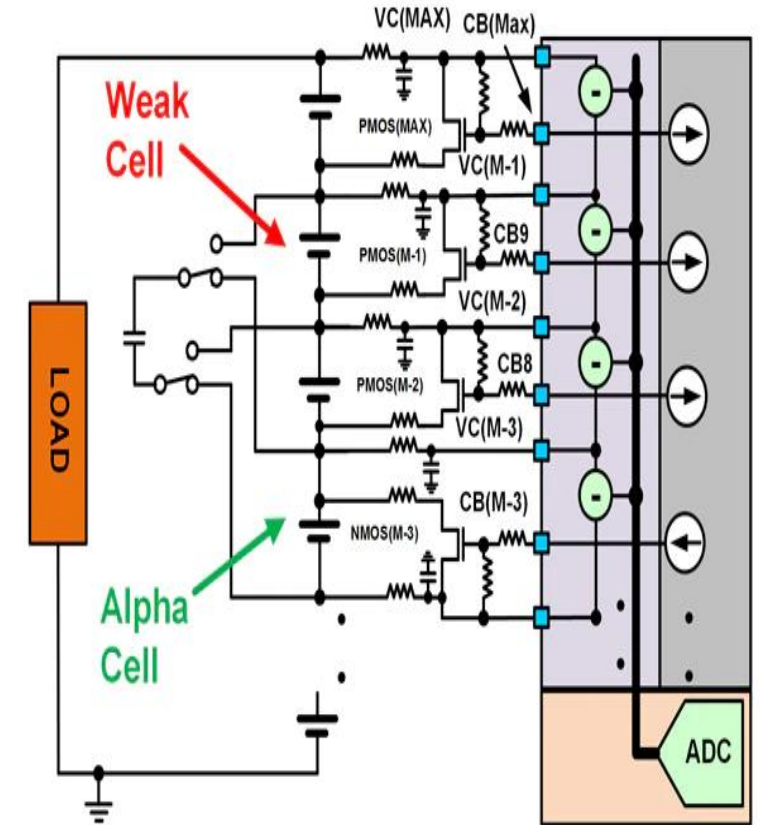 VC(MAX)
CB(Max)
Weak
Cell
PMOS(MAX)
VC(M-1)
CB9
PMOS(M-1)
VC(M-2)
CB8
PMOS(M-2)
VC(M-3)
LOAD
CB(M-3)
NMOS(M-3)
Alpha
Cell
ADC
-
-
-
-